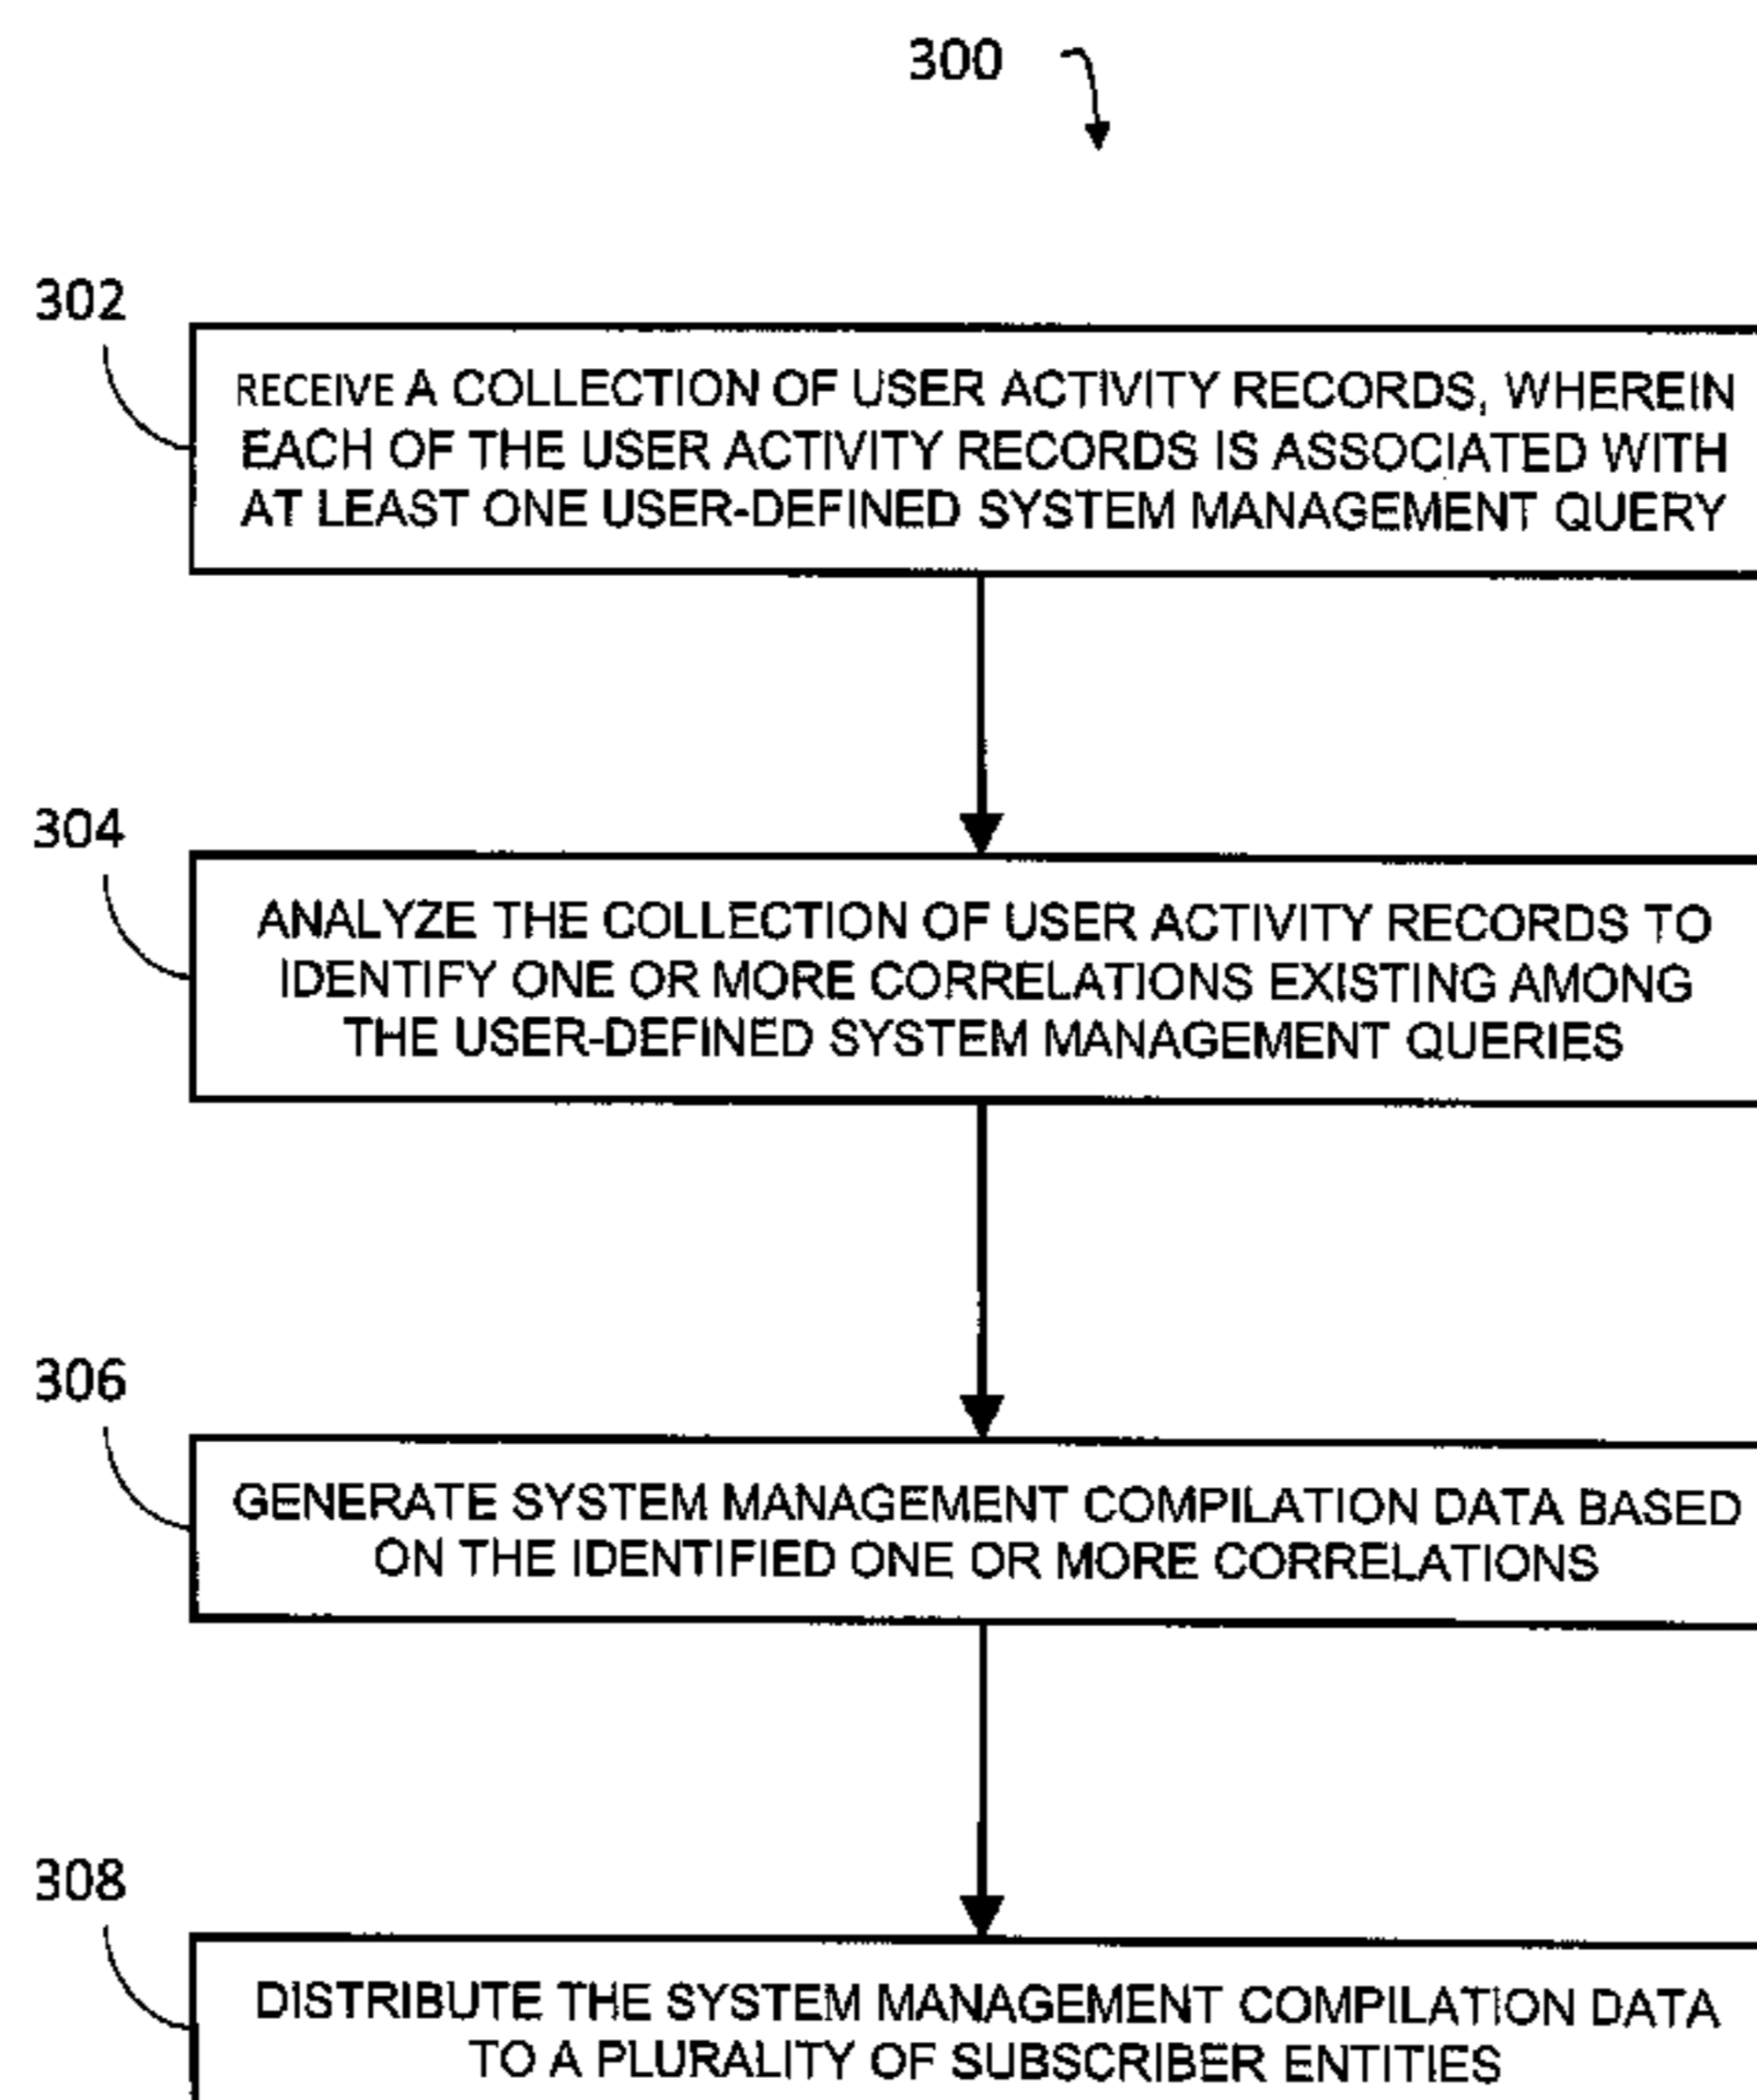 300
302
RECEIVE A COLLECTION OF USER ACTIVITY RECORDS, WHEREIN
EACH OF THE USER ACTIVITY RECORDS IS ASSOCIATED WITH
AT LEAST ONE USER-DEFINED SYSTEM MANAGEMENT QUERY
304
ANALYZE THE COLLECTION OF USER ACTIVITY RECORDS TO
IDENTIFY ONE OR MORE CORRELATIONS EXISTING AMONG
THE USER-DEFINED SYSTEM MANAGEMENT QUERIES
306
GENERATE SYSTEM MANAGEMENT COMPILATION DATA BASED
ON THE IDENTIFIED ONE OR MORE CORRELATIONS
308
DISTRIBUTE THE SYSTEM MANAGEMENT COMPILATION DATA
TO A PLURALITY OF SUBSCRIBER ENTITIES